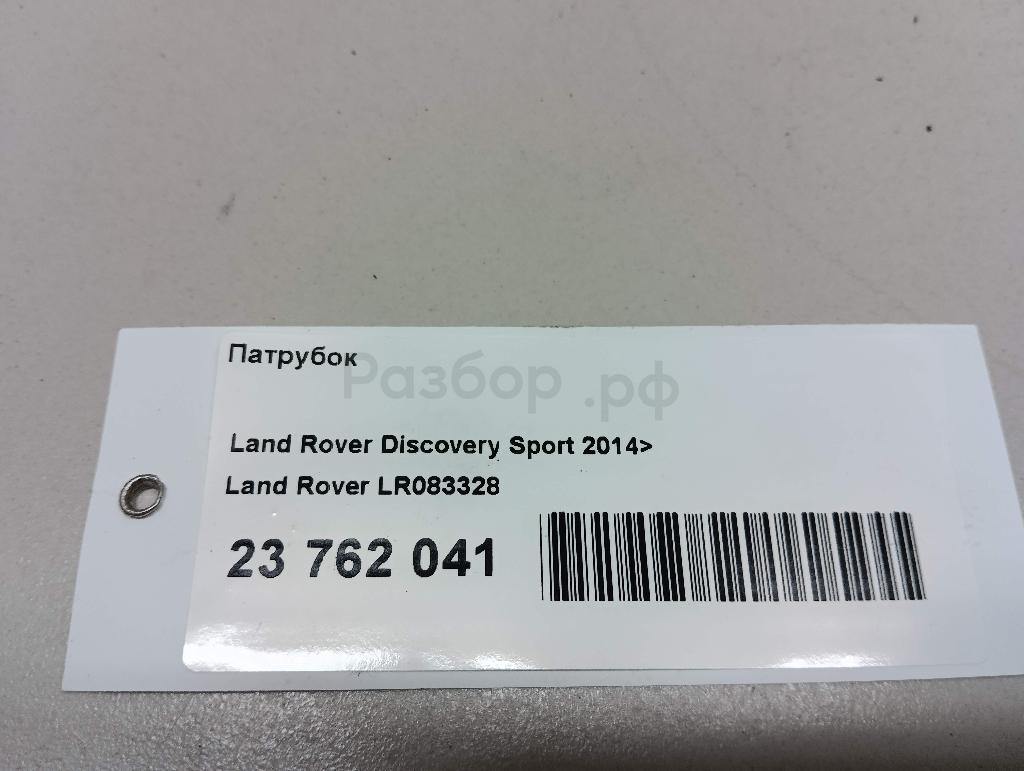 Патрубок
Разбор .рф
Land Rover Discovery Sport 2014>
Land Rover LR083328
23 762 041